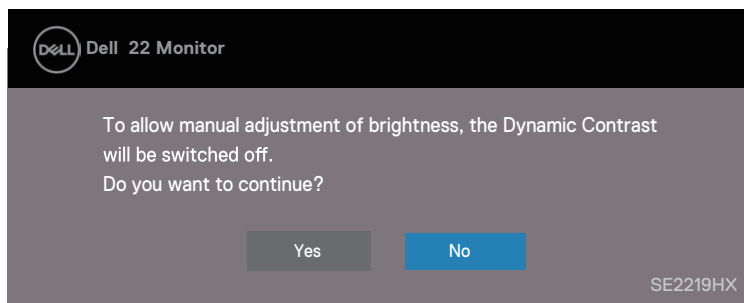 DELL Dell 22 Monitor
To allow manual adjustment of brightness, the Dynamic Contrast
will be switched off.
Do you want to continue?
Yes No
SE2219HX